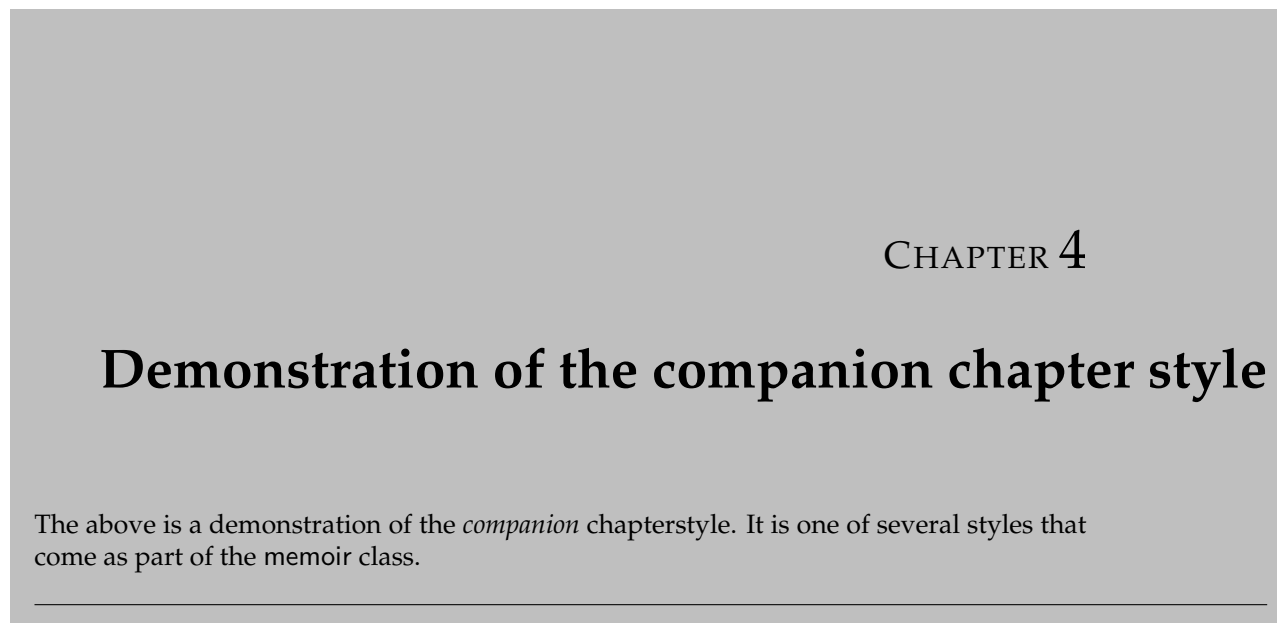 CHAPTER 4
Demonstration of the companion chapter style
The above is a demonstration of the companion chapterstyle. It is one of several styles that
come as part of the memoir class.